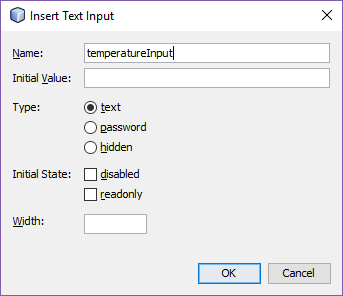 Insert Text Input
Name: temperatureInput
Initial Value:
Type: text
password
hidden
Initial State: disabled
readonly
Width:
OK Cancel